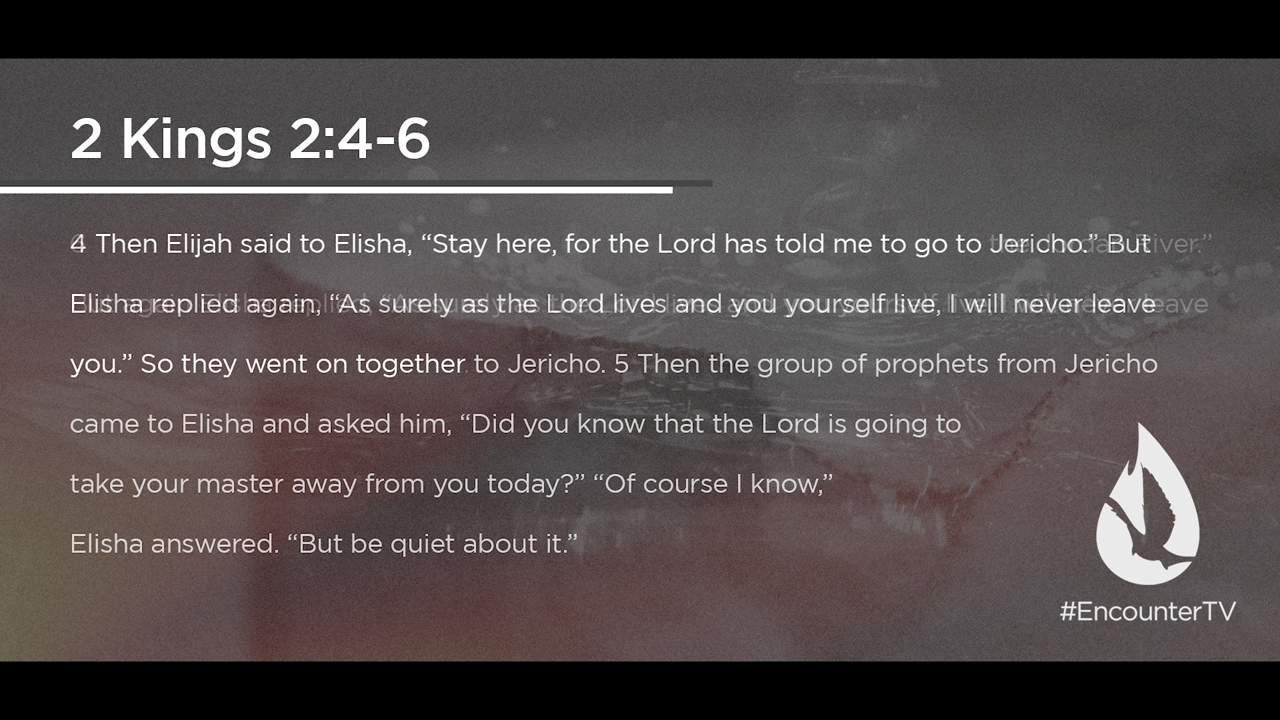 2 Kings 2:4-6
4 Then Elijah said to Elisha, “Stay here, for the Lord has told me to go to Jericho.” But
Elisha replied again, “As surely as the Lord lives and you yourself live, I will never leave
you.” So they went on together to Jericho. 5 Then the group of prophets from Jericho
came to Elisha and asked him, “Did you know that the Lord is going to
take your master away from you today?” “Of course I know,”
Elisha answered. “But be quiet about it.”
#EncounterTV